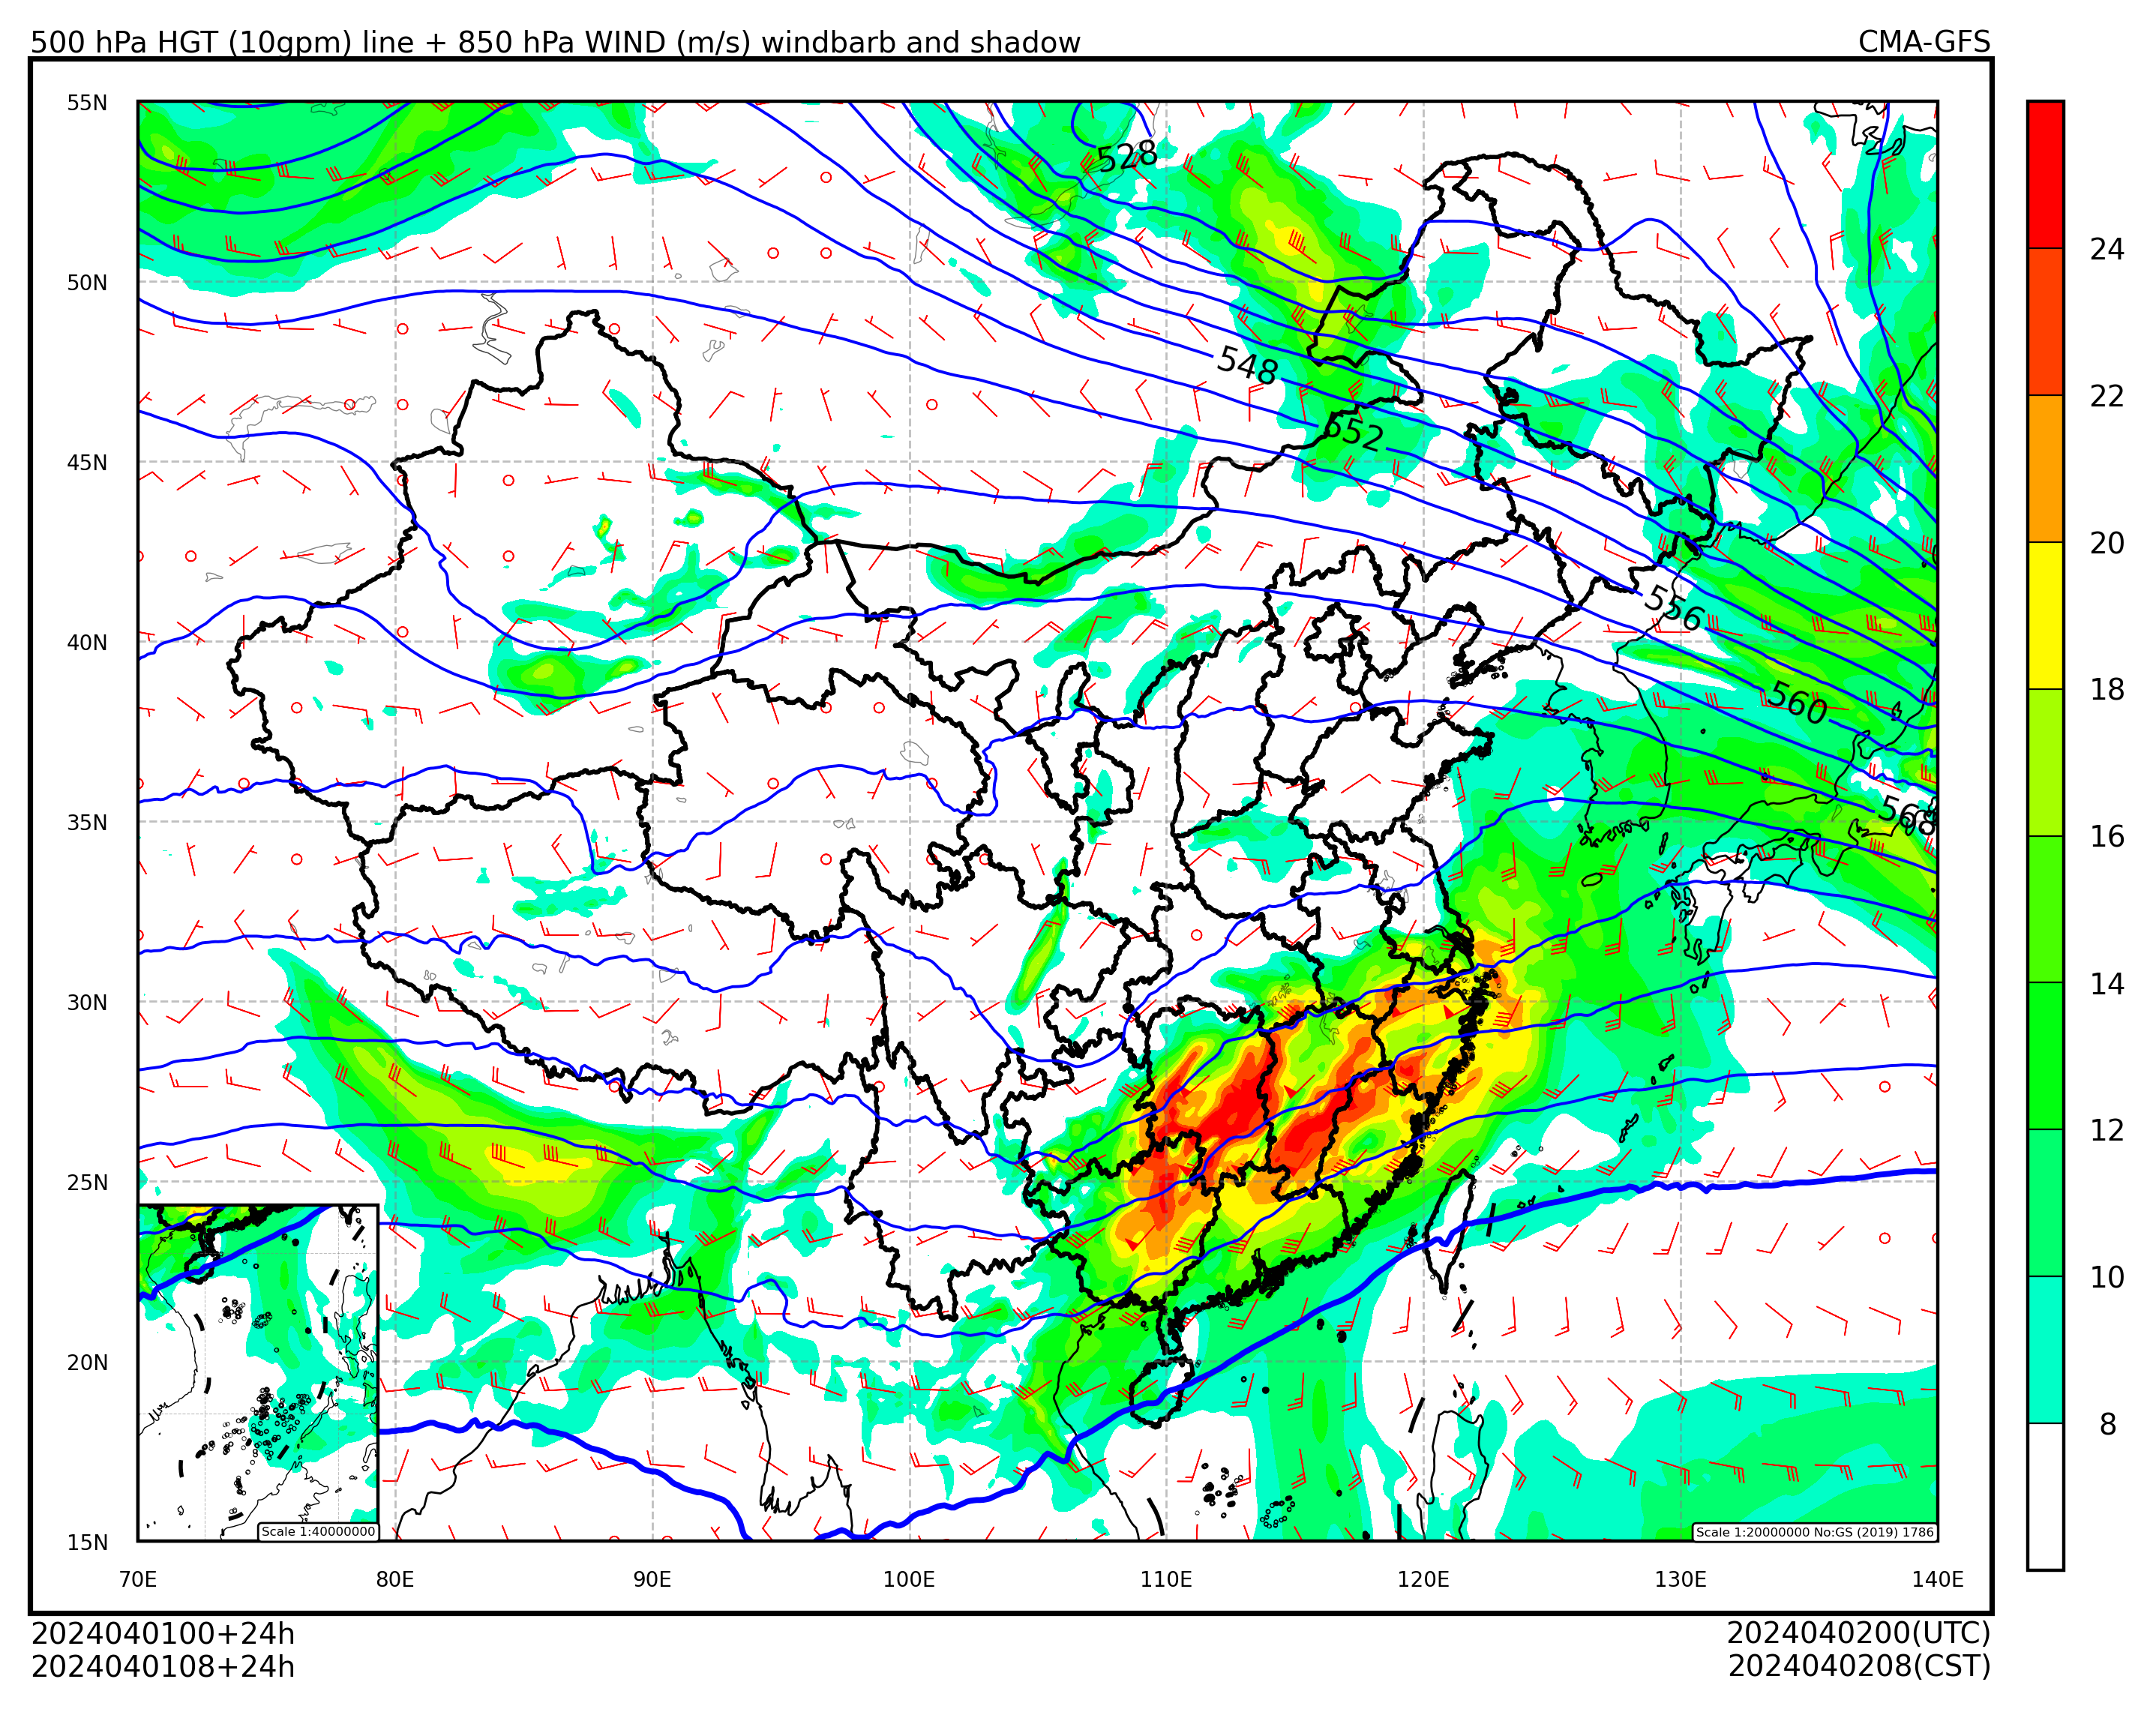 500 hPa HGT (10gpm) line + 850 hPa WIND (m/s) windbarb and shadow
CMA-GFS
55N
50N
45N
40N
35N
30N
25N
20N
15N
70E
80E
90E
100E
110E
120E
130E
140E
528
548
552
556
560
568
24
22
20
18
16
14
12
10
8
Scale 1:40000000
Scale 1:20000000 No:GS (2019) 1786
2024040100+24h
2024040200(UTC)
2024040108+24h
2024040208(CST)